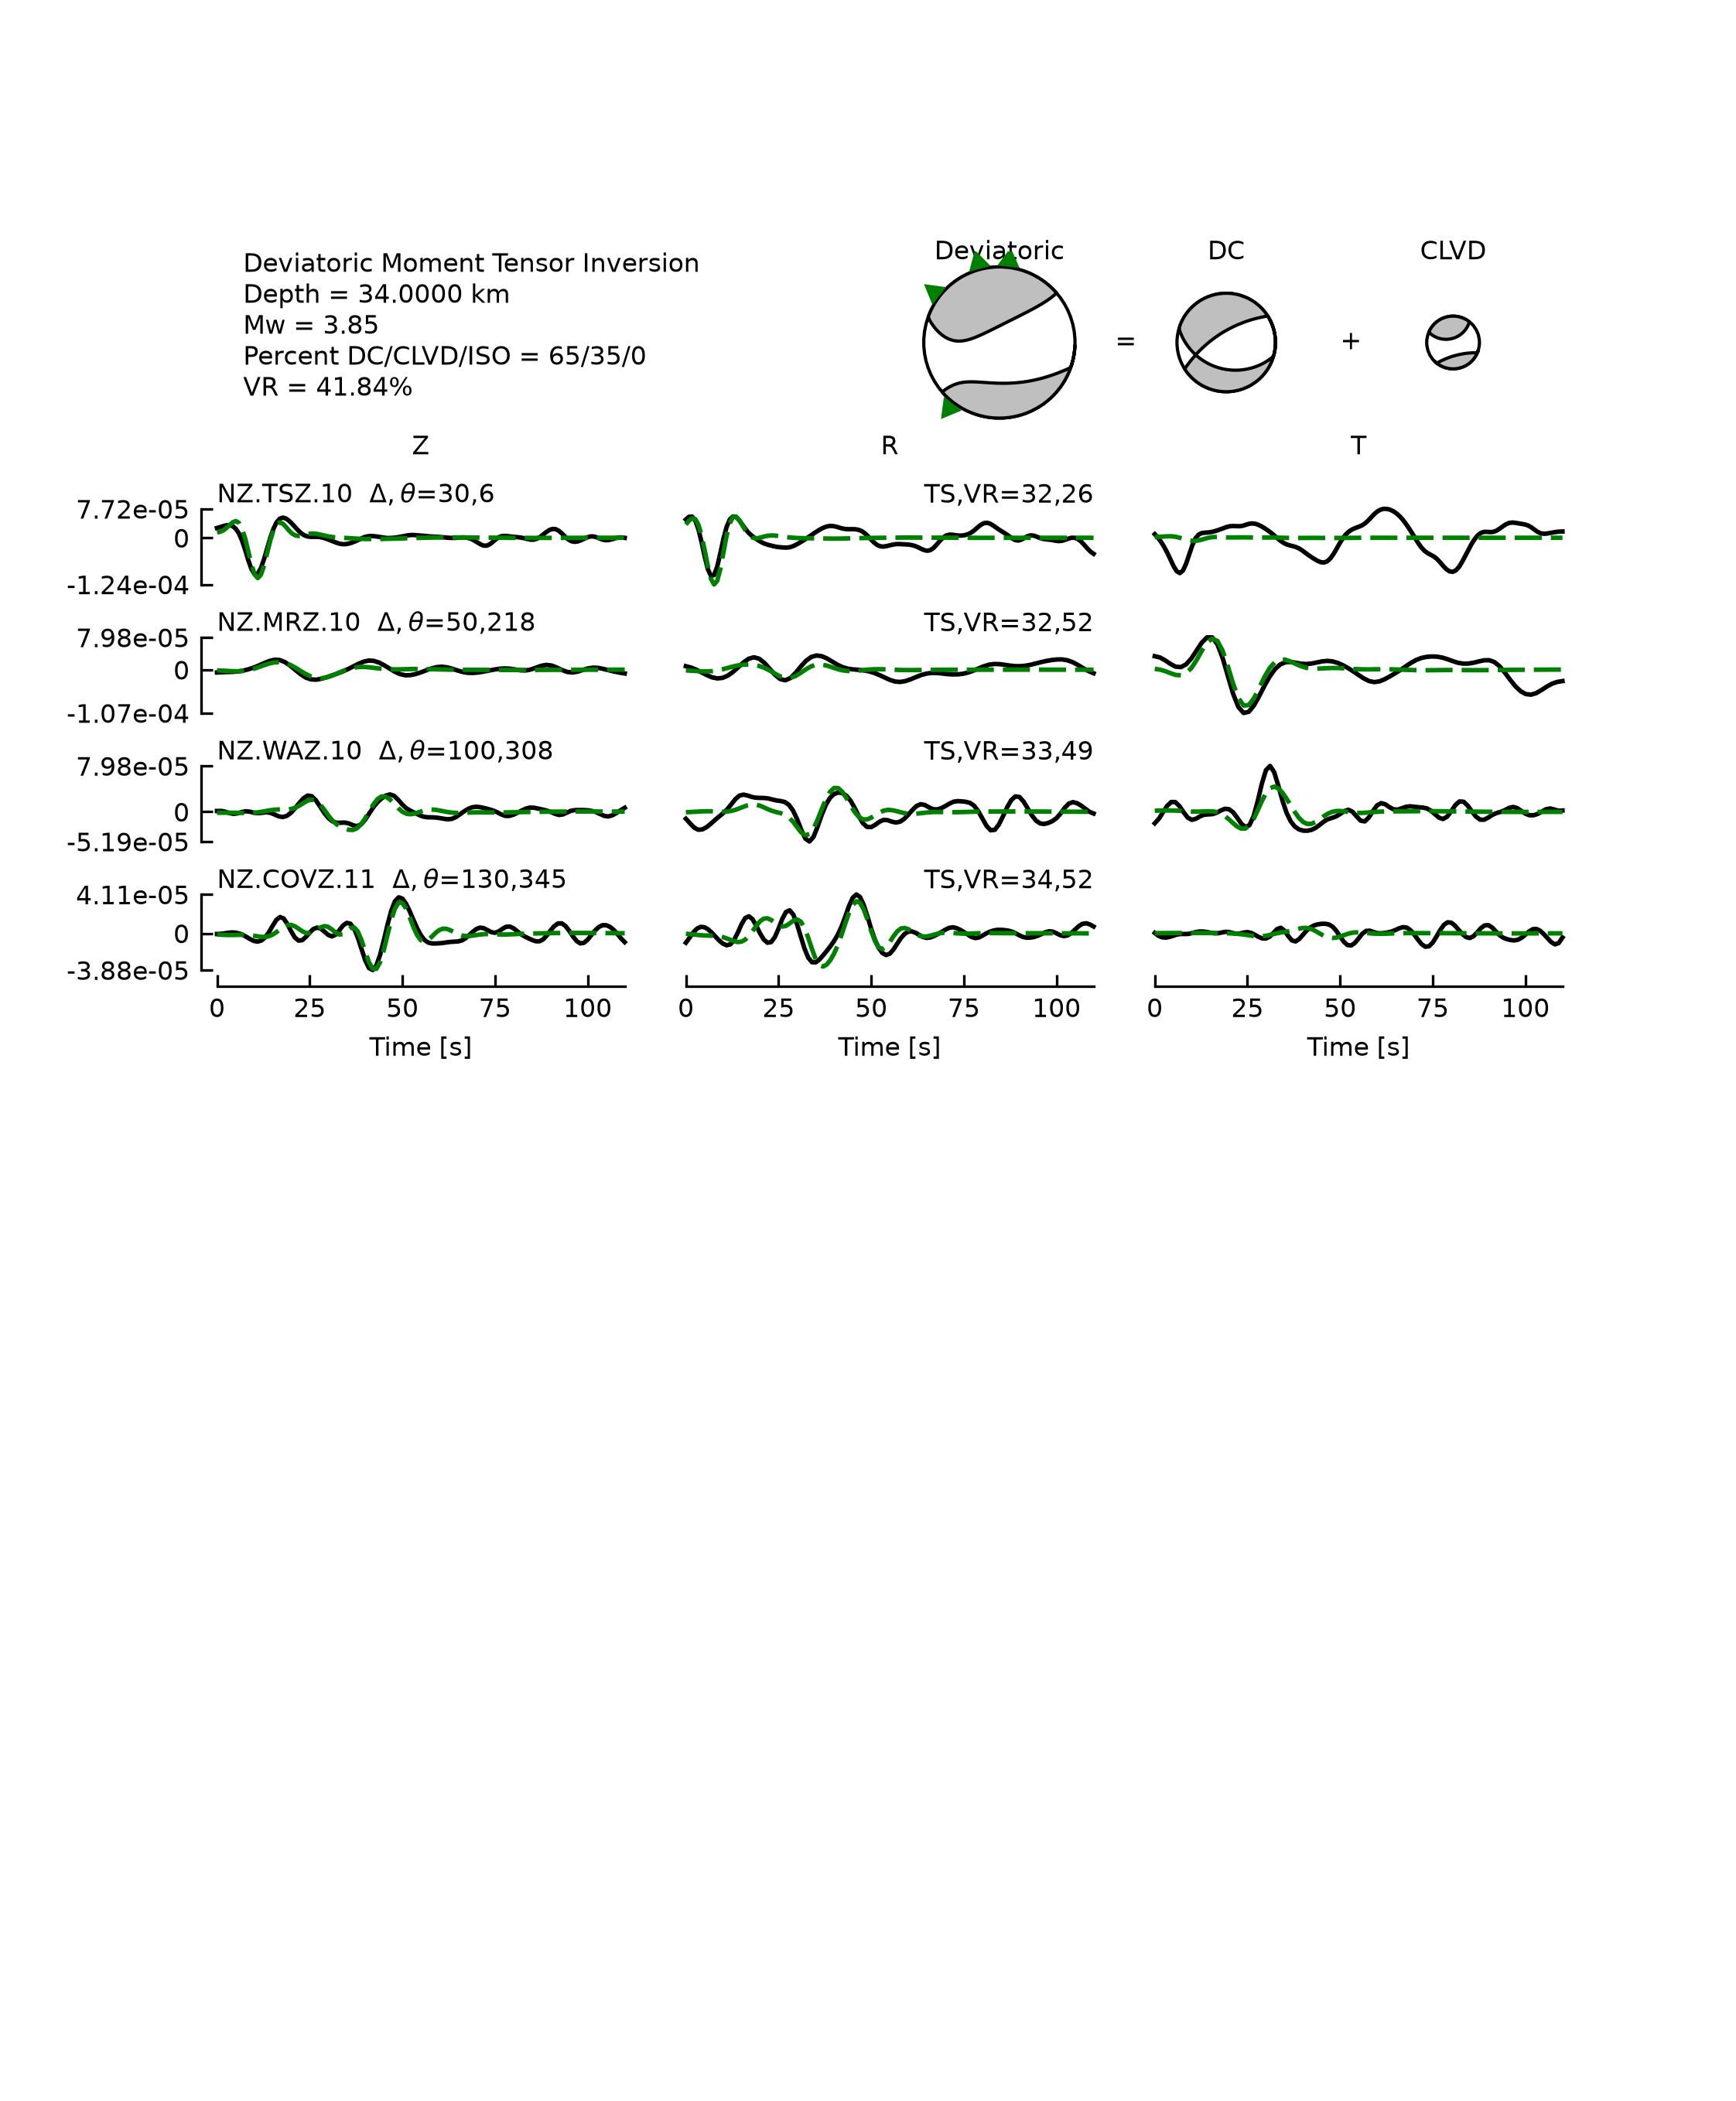 Deviatoric Moment Tensor Inversion
Depth = 34.0000 km
Mw = 3.85
Percent DC/CLVD/ISO = 65/35/0
VR = 41.84%
Deviatoric
DC
CLVD
=
+
Z
R
T
NZ.TSZ.10 Δ,θ=30,6
TS,VR=32,26
7.72e-05
0
-1.24e-04
NZ.MRZ.10 Δ,θ=50,218
TS,VR=32,52
7.98e-05
0
-1.07e-04
NZ.WAZ.10 Δ,θ=100,308
TS,VR=33,49
7.98e-05
0
-5.19e-05
NZ.COVZ.11 Δ,θ=130,345
TS,VR=34,52
4.11e-05
0
-3.88e-05
0 25 50 75 100
0 25 50 75 100
0 25 50 75 100
Time [s]
Time [s]
Time [s]